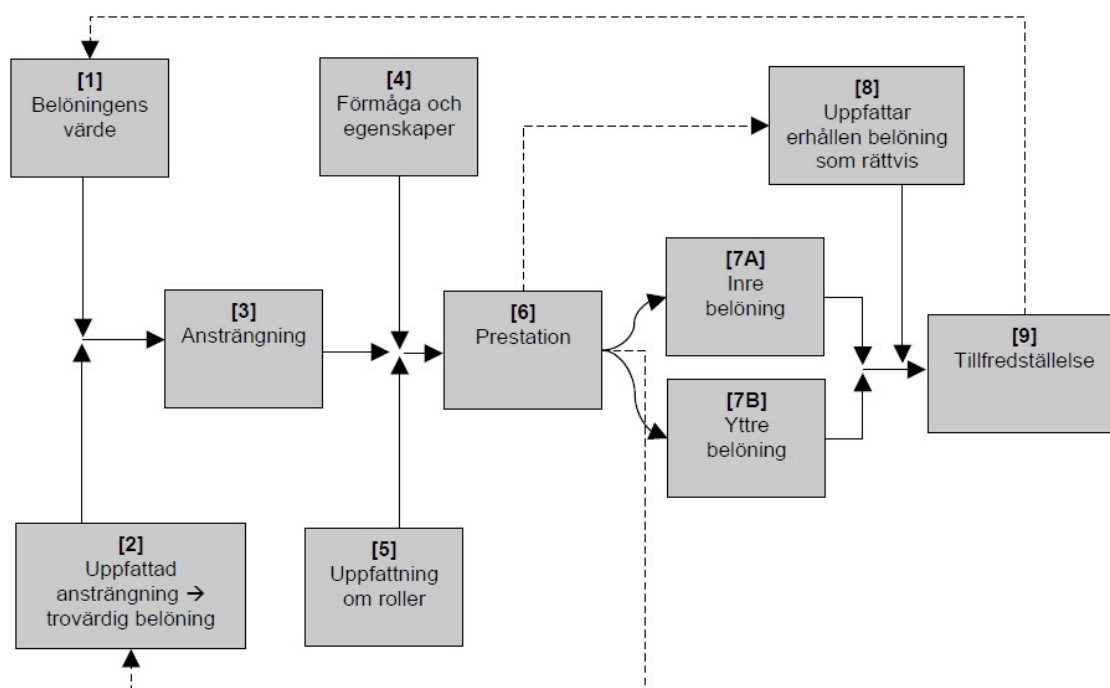 [1]
Belöningens
värde
[4]
Förmåga och
egenskaper
[8]
Uppfattar
erhållen belöning
som rättvis
[3]
Ansträngning
[6]
Prestation
[7A]
Inre
belöning
[7B]
Yttre
belöning
[9]
Tillfredställelse
[2]
Uppfattad
ansträngning →
trovärdig belöning
[5]
Uppfattning
om roller